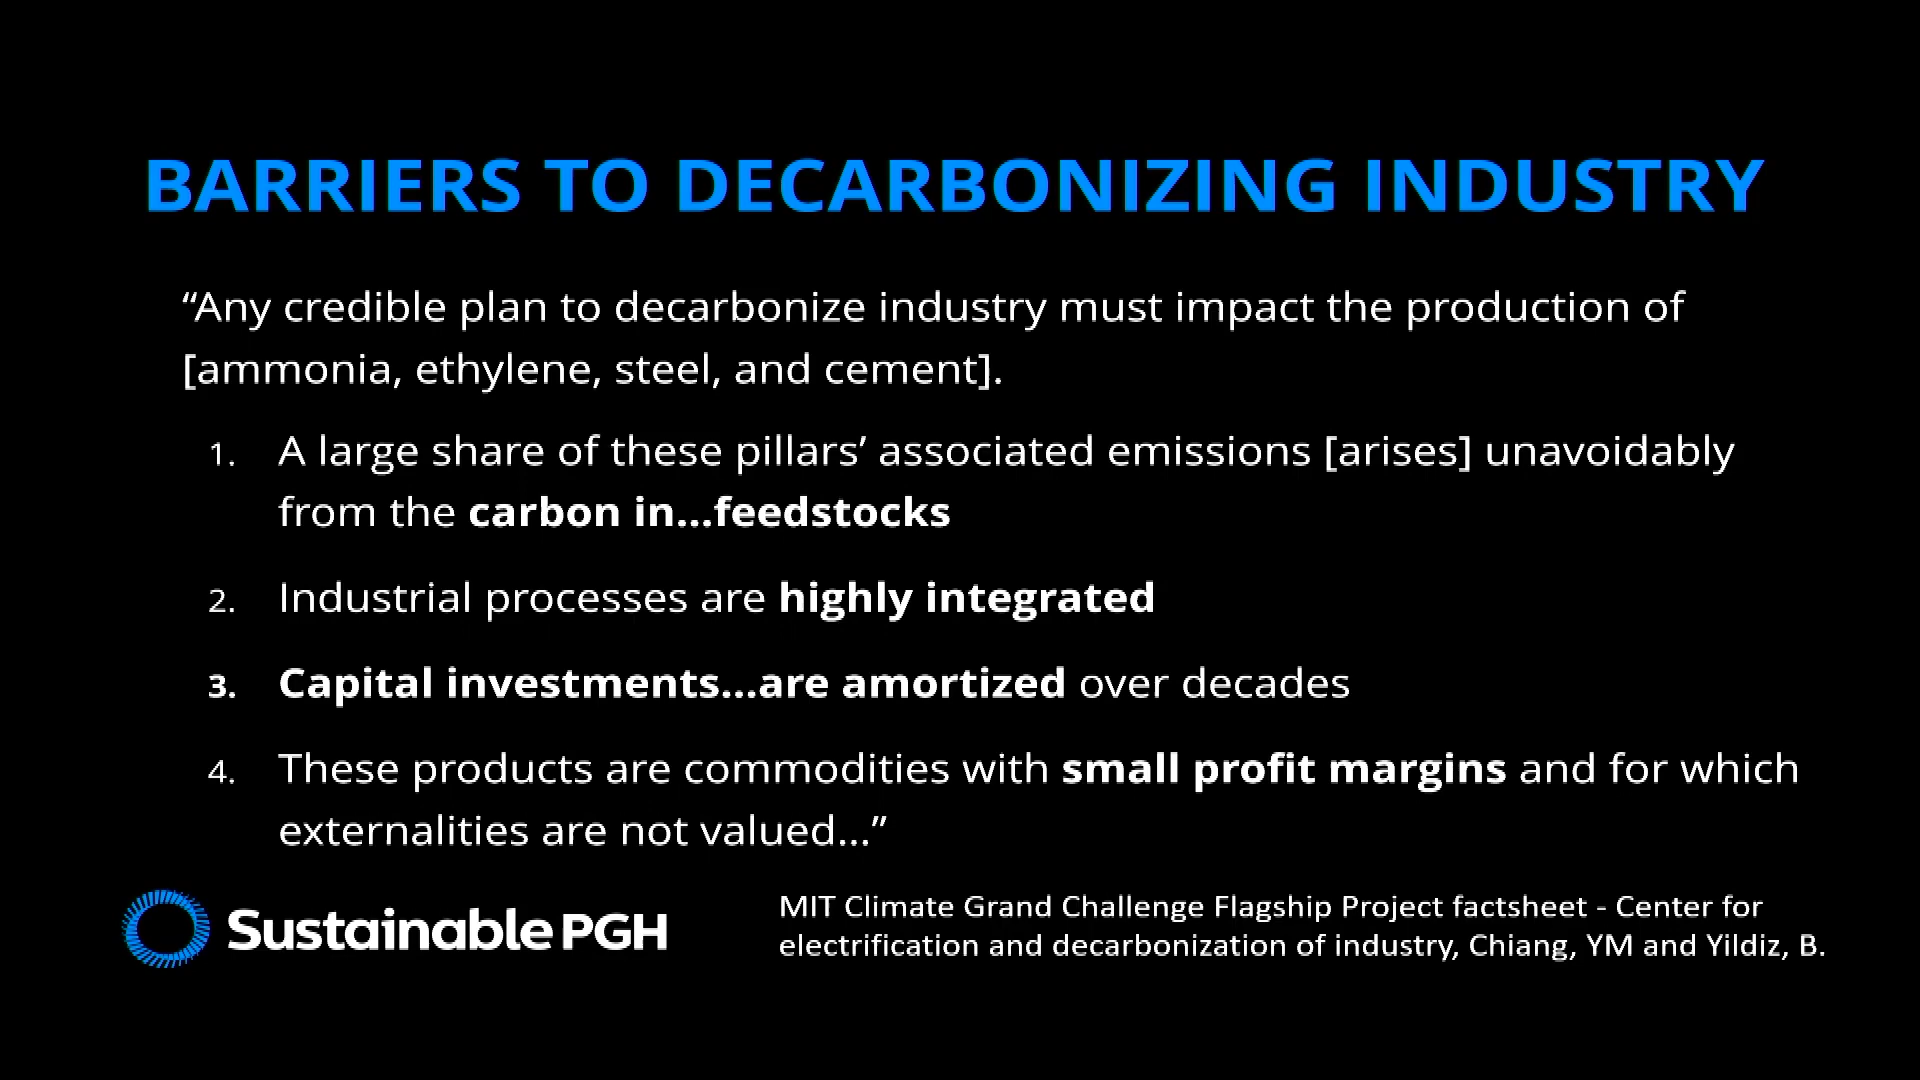 BARRIERS TO DECARBONIZING INDUSTRY
“Any credible plan to decarbonize industry must impact the production of
[ammonia, ethylene, steel, and cement].
1. A large share of these pillars’ associated emissions [arises] unavoidably
from the carbon in...feedstocks
2. Industrial processes are highly integrated
3. Capital investments...are amortized over decades
4. These products are commodities with small profit margins and for which
externalities are not valued...”
SustainablePGH
MIT Climate Grand Challenge Flagship Project factsheet - Center for
electrification and decarbonization of industry, Chiang, YM and Yildiz, B.